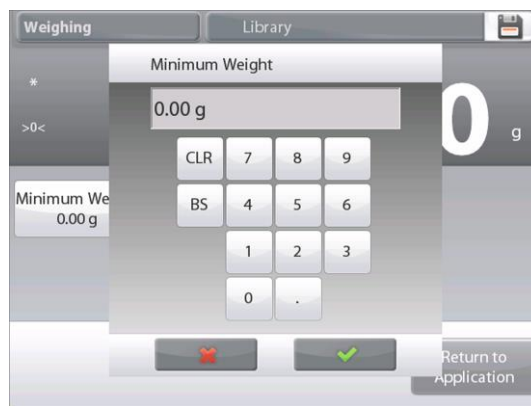 Weighing
Library
Minimum Weight
*
>0<
0.00 g
0
g
CLR 7 8 9
Minimum We
0.00 g
BS 4 5 6
1 2 3
0 .
Return to
Application